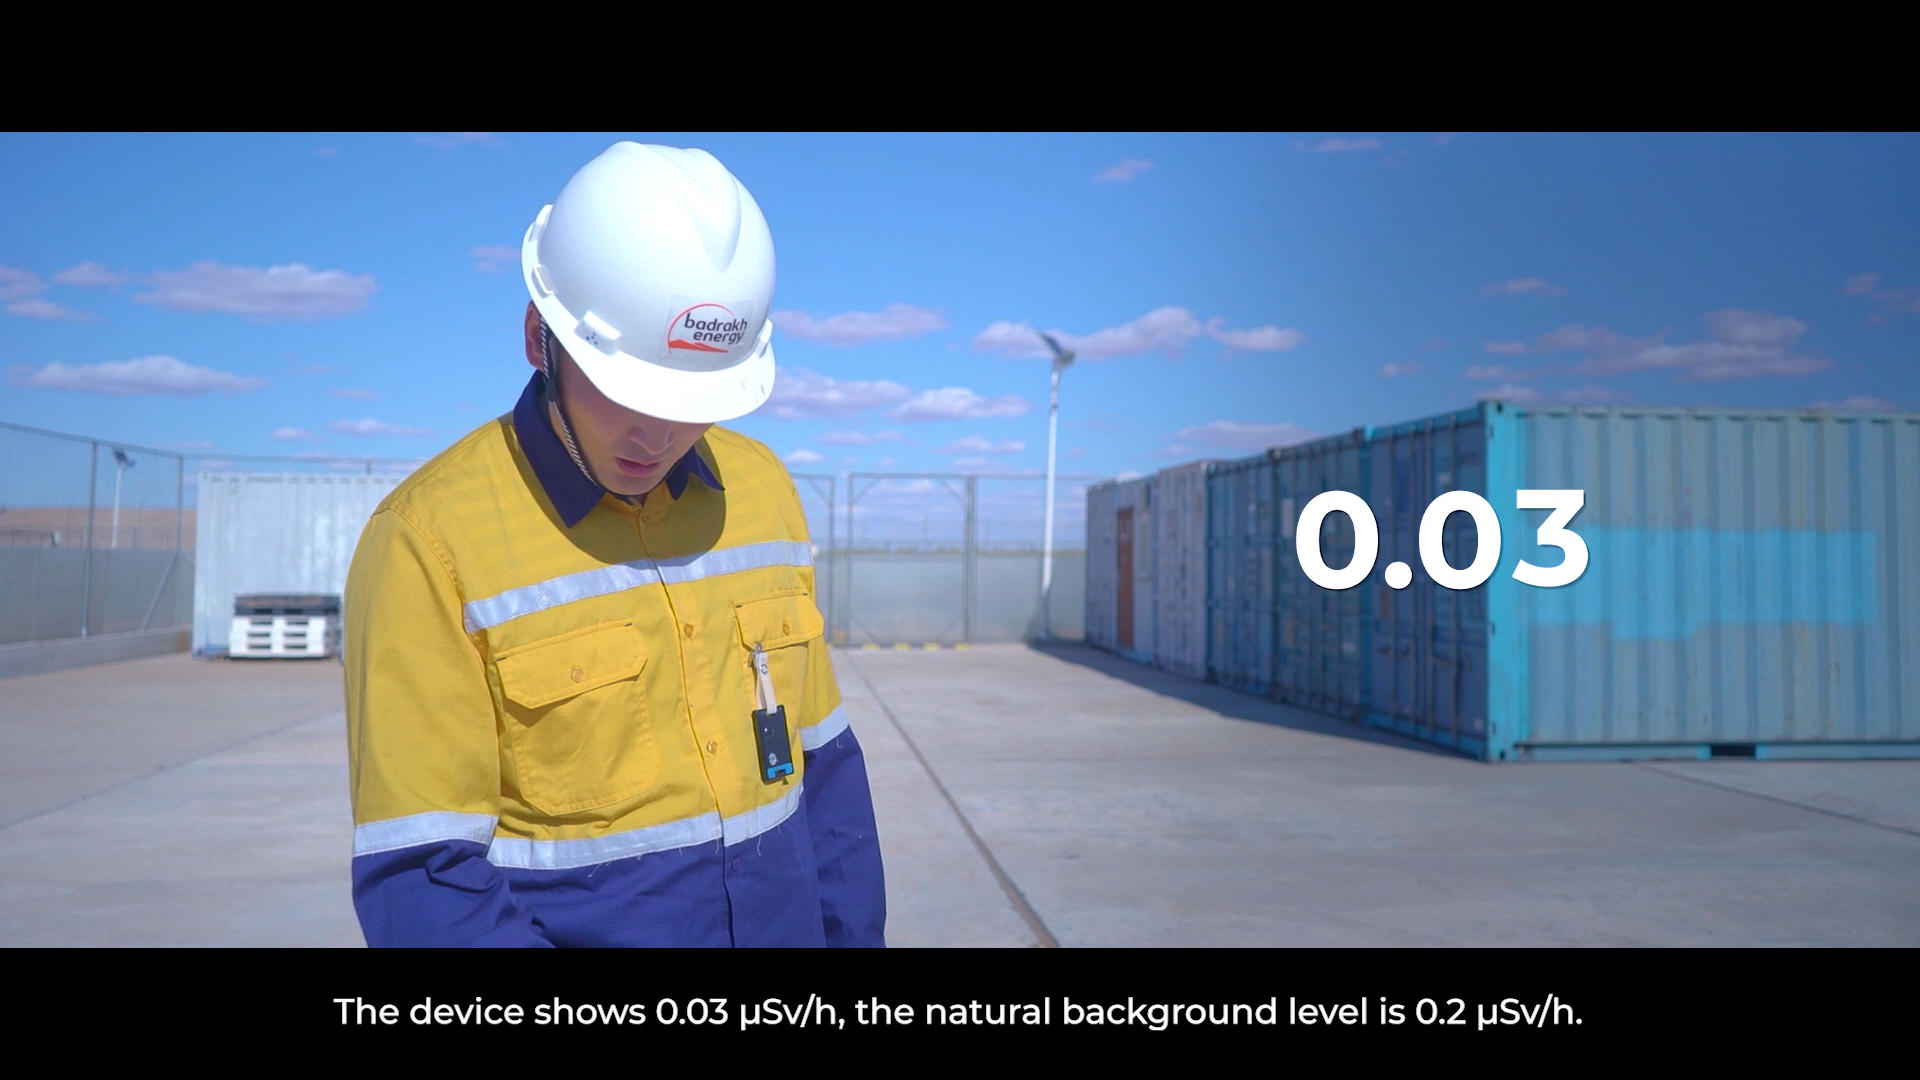 badrakh
energy
0.03
The device shows 0.03 µSv/h, the natural background level is 0.2 µSv/h.